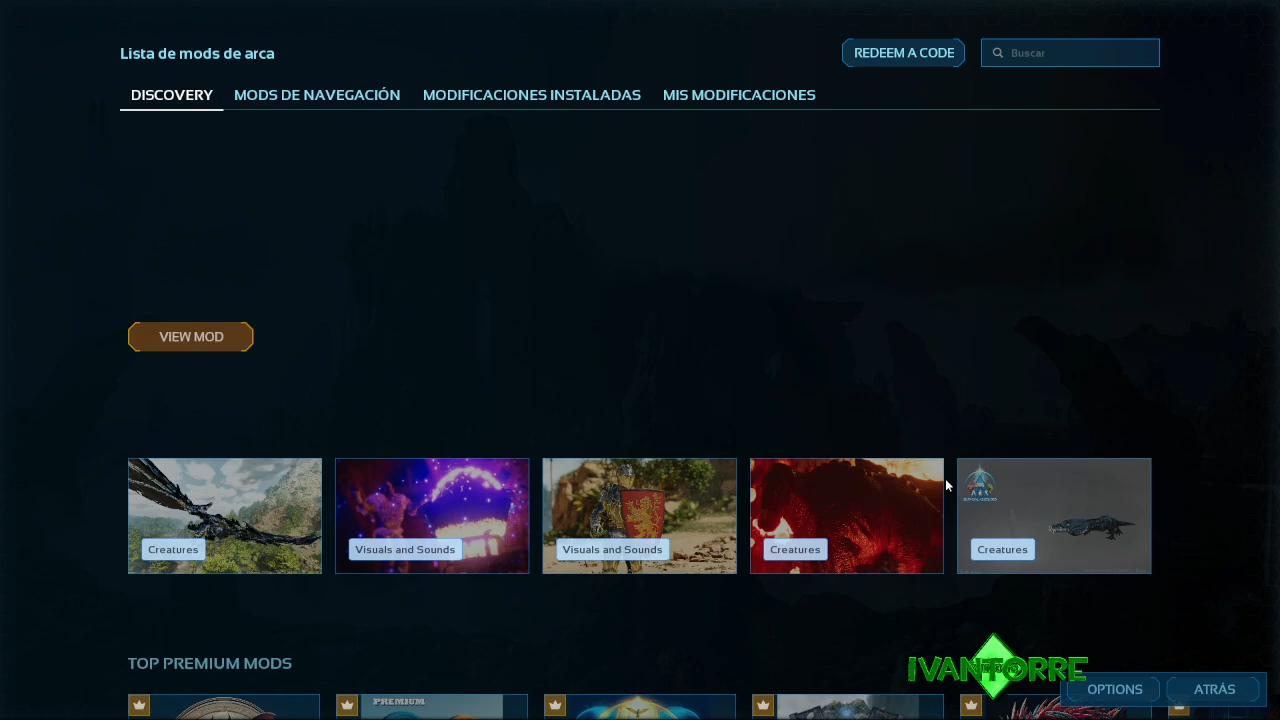 Lista de mods de arca
REDEEM A CODE
Buscar
DISCOVERY
MODS DE NAVEGACIÓN
MODIFICACIONES INSTALADAS
MIS MODIFICACIONES
VIEW MOD
Creatures
Visuals and Sounds
Visuals and Sounds
Creatures
Creatures
TOP PREMIUM MODS
PREMIUM
IVANTORRE
OPTIONS
ATRÁS